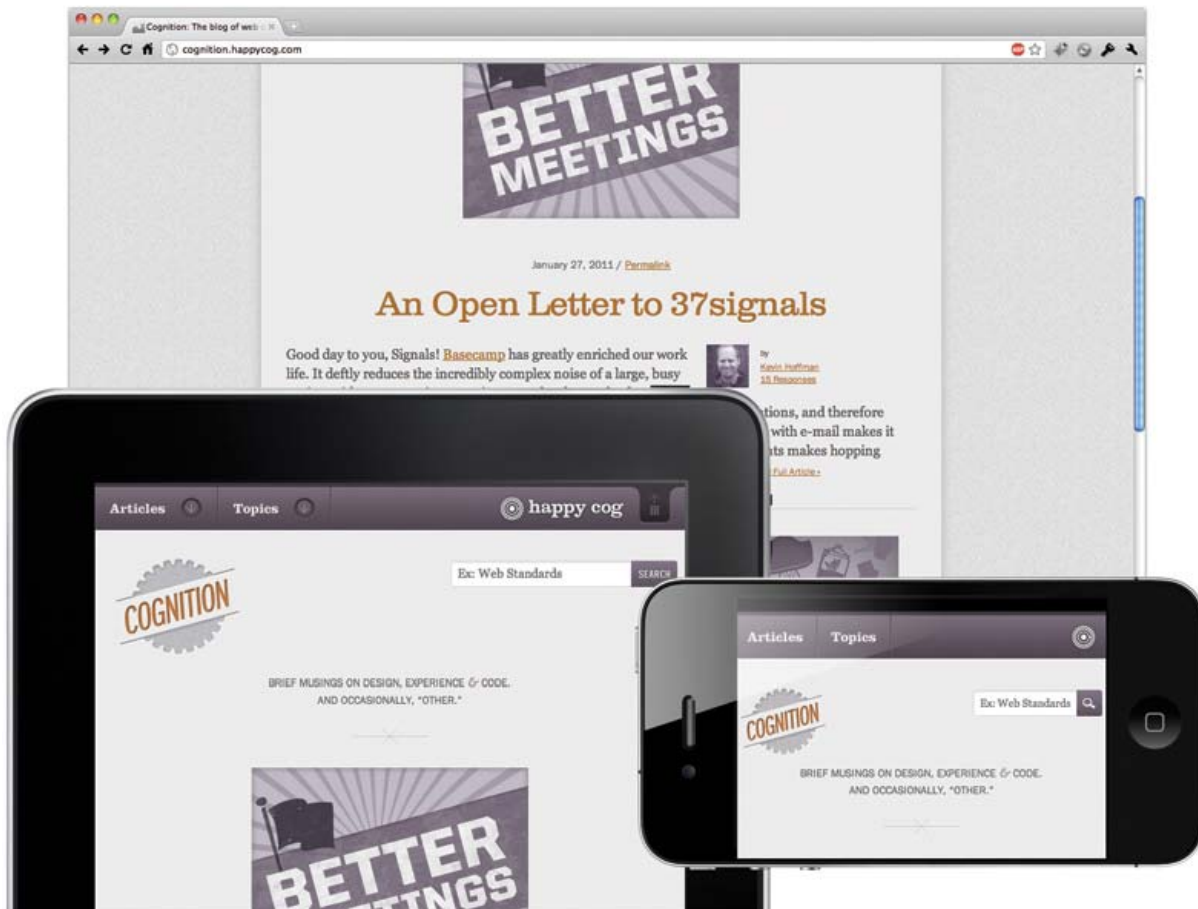 Cognition: The blog of web
cognition.happycog.com
BETTER
MEETINGS
January 27, 2011 / Permalink
An Open Letter to 37signals
Good day to you, Signals! Basecamp has greatly enriched our work
life. It deftly reduces the incredibly complex noise of a large, busy
By
Kevin Hoffman
15 Responses
tions, and therefore
with e-mail makes it
nts makes hopping
Full Article
Articles
Topics
happy cog
COGNITION
Ex: Web Standards
SEARCH
BRIEF MUSINGS ON DESIGN, EXPERIENCE & CODE.
AND OCCASIONALLY, "OTHER."
BETTER
MEETINGS
Articles
Topics
COGNITION
Ex: Web Standards
BRIEF MUSINGS ON DESIGN, EXPERIENCE & CODE.
AND OCCASIONALLY, "OTHER."